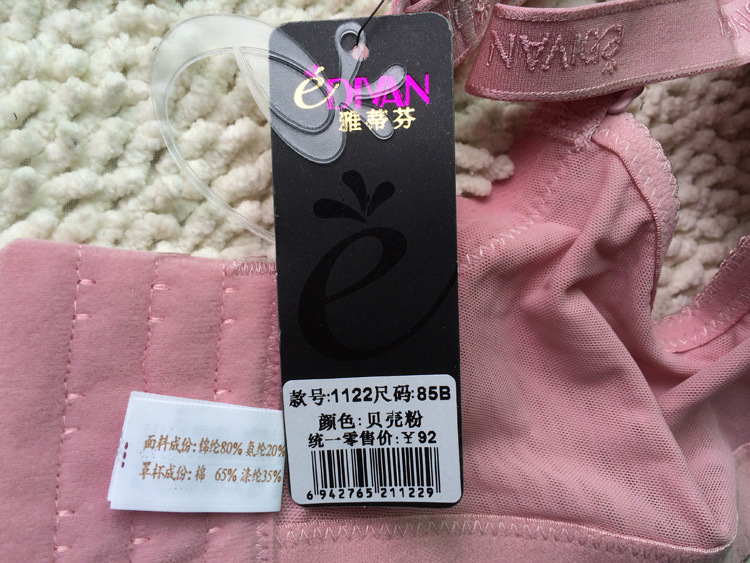 eDIVAN
eDIVAN
雅蒂芬
e
款号:1122尺码:85B
颜色:贝壳粉
统一零售价:￥92
6 942765 211229
面料成份:锦纶80% 氨纶20%
罩杯成份:棉 65% 涤纶35%